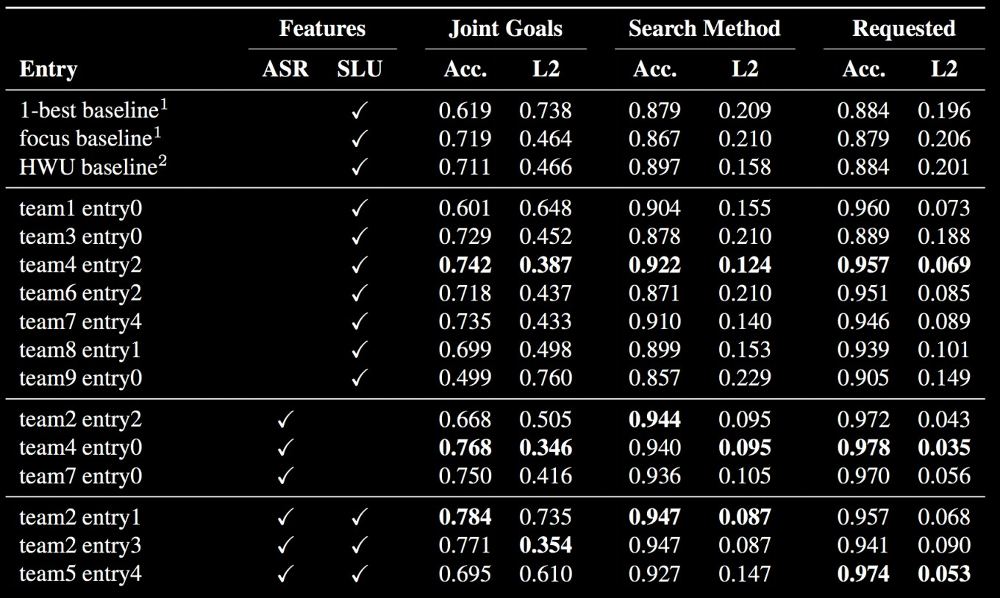 Features Joint Goals Search Method Requested
Entry ASR SLU Acc. L2 Acc. L2 Acc. L2
1-best baseline¹ ✓ 0.619 0.738 0.879 0.209 0.884 0.196
focus baseline¹ ✓ 0.719 0.464 0.867 0.210 0.879 0.206
HWU baseline² ✓ 0.711 0.466 0.897 0.158 0.884 0.201
team1 entry0 ✓ 0.601 0.648 0.904 0.155 0.960 0.073
team3 entry0 ✓ 0.729 0.452 0.878 0.210 0.889 0.188
team4 entry2 ✓ 0.742 0.387 0.922 0.124 0.957 0.069
team6 entry2 ✓ 0.718 0.437 0.871 0.210 0.951 0.085
team7 entry4 ✓ 0.735 0.433 0.910 0.140 0.946 0.089
team8 entry1 ✓ 0.699 0.498 0.899 0.153 0.939 0.101
team9 entry0 ✓ 0.499 0.760 0.857 0.229 0.905 0.149
team2 entry2 ✓ 0.668 0.505 0.944 0.095 0.972 0.043
team4 entry0 ✓ 0.768 0.346 0.940 0.095 0.978 0.035
team7 entry0 ✓ 0.750 0.416 0.936 0.105 0.970 0.056
team2 entry1 ✓ ✓ 0.784 0.735 0.947 0.087 0.957 0.068
team2 entry3 ✓ ✓ 0.771 0.354 0.947 0.087 0.941 0.090
team5 entry4 ✓ ✓ 0.695 0.610 0.927 0.147 0.974 0.053